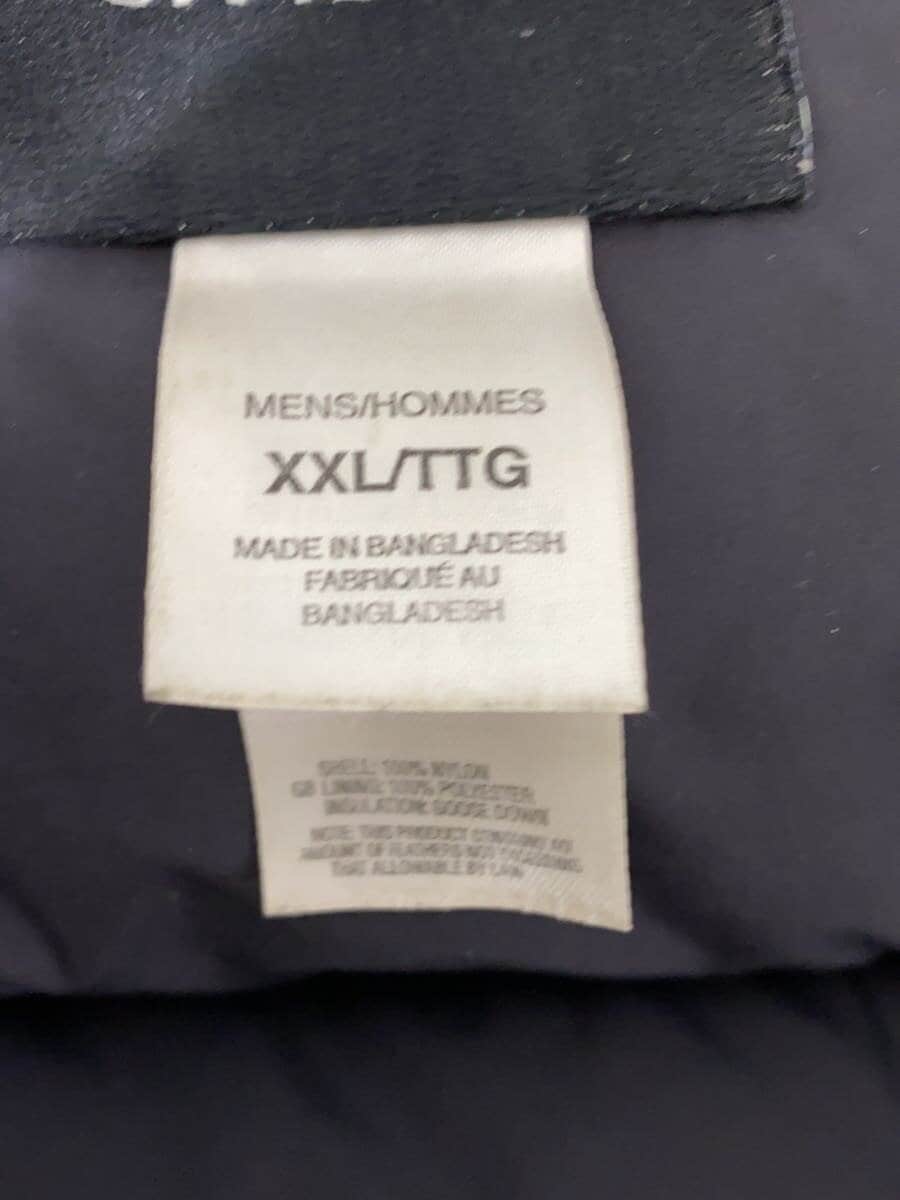 MENS/HOMMES
XXL/TTG
MADE IN BANGLADESH
FABRIQUÉ AU
BANGLADESH
SHELL: 100% NYLON
GB LINING: 100% POLYESTER
INSULATION: GOOSE DOWN
NOTE: THIS PRODUCT CONTAINS AN
AMOUNT OF FEATHERS NOT EXCEEDING
THAT ALLOWABLE BY LAW